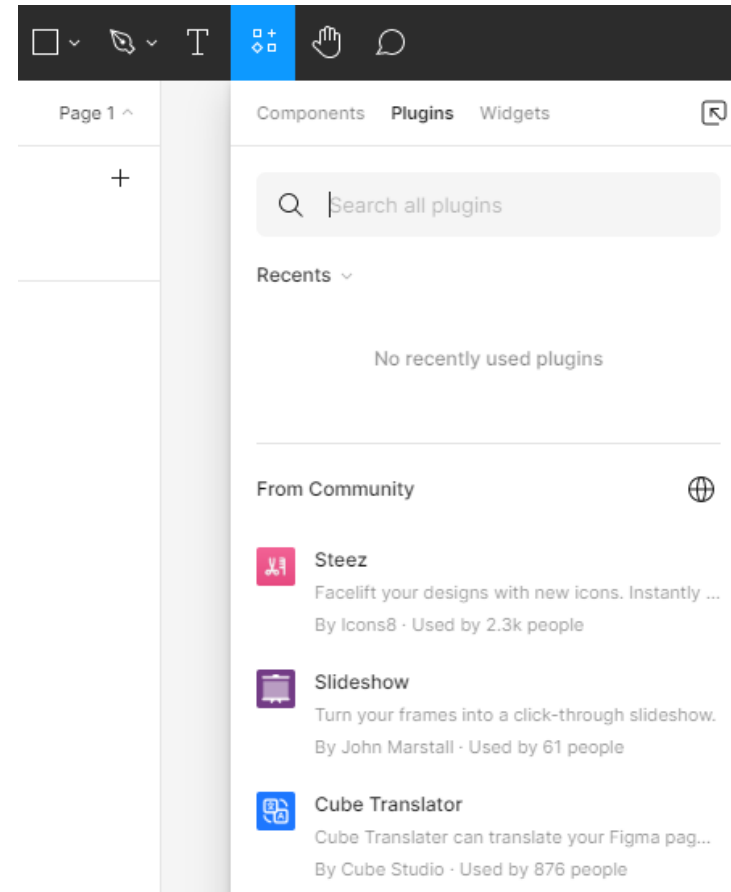 Page 1
Components Plugins Widgets
Search all plugins
Recents
No recently used plugins
From Community
Steez
Facelift your designs with new icons. Instantly ...
By Icons8 · Used by 2.3k people
Slideshow
Turn your frames into a click-through slideshow.
By John Marstall · Used by 61 people
Cube Translator
Cube Translater can translate your Figma pag...
By Cube Studio · Used by 876 people